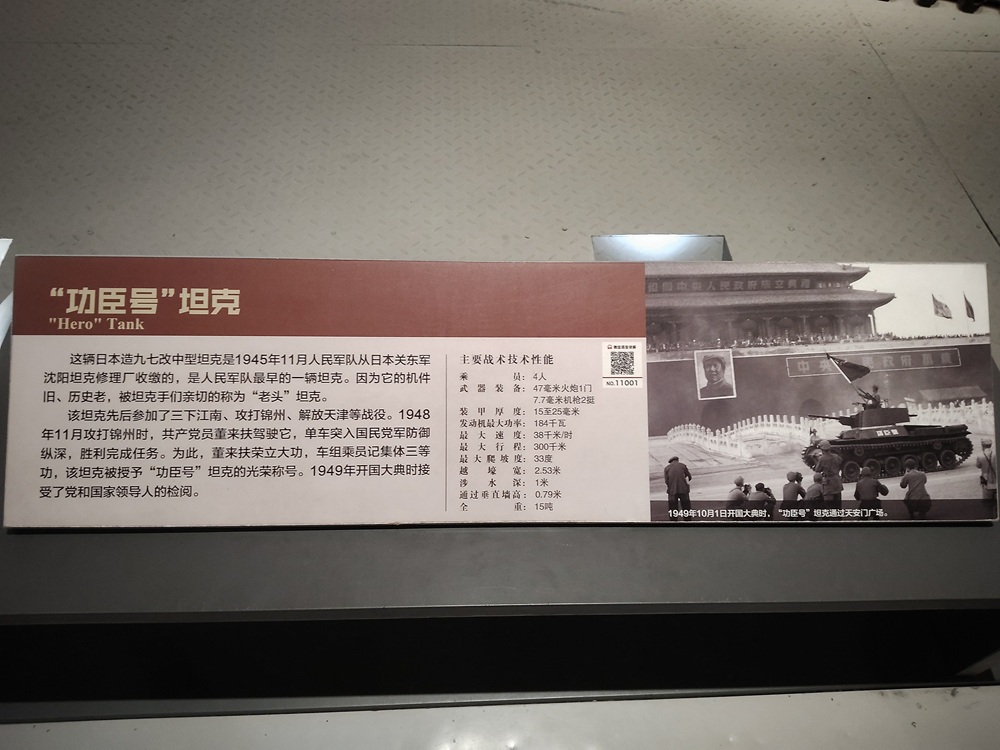 “功臣号”坦克
"Hero" Tank
这辆日本造九七改中型坦克是1945年11月人民军队从日本关东军
沈阳坦克修理厂收缴的，是人民军队最早的一辆坦克。因为它的机件
旧、历史老，被坦克手们亲切的称为“老头”坦克。
该坦克先后参加了三下江南、攻打锦州、解放天津等战役。1948
年11月攻打锦州时，共产党员董来扶驾驶它，单车突入国民党军防御
纵深，胜利完成任务。为此，董来扶荣立大功，车组乘员记集体三等
功，该坦克被授予“功臣号”坦克的光荣称号。1949年开国大典时接
受了党和国家领导人的检阅。
主要战术技术性能
乘员：4人
武器装备：47毫米火炮1门
7.7毫米机枪2挺
装甲厚度：15至25毫米
发动机最大功率：184千瓦
最大速度：38千米/时
最大行程：300千米
最大爬坡度：33度
越壕宽：2.53米
涉水深：1米
通过垂直墙高：0.79米
全重：15吨
NO.11001
中央人民政府成立典礼
功臣号
1949年10月1日开国大典时，“功臣号”坦克通过天安门广场。